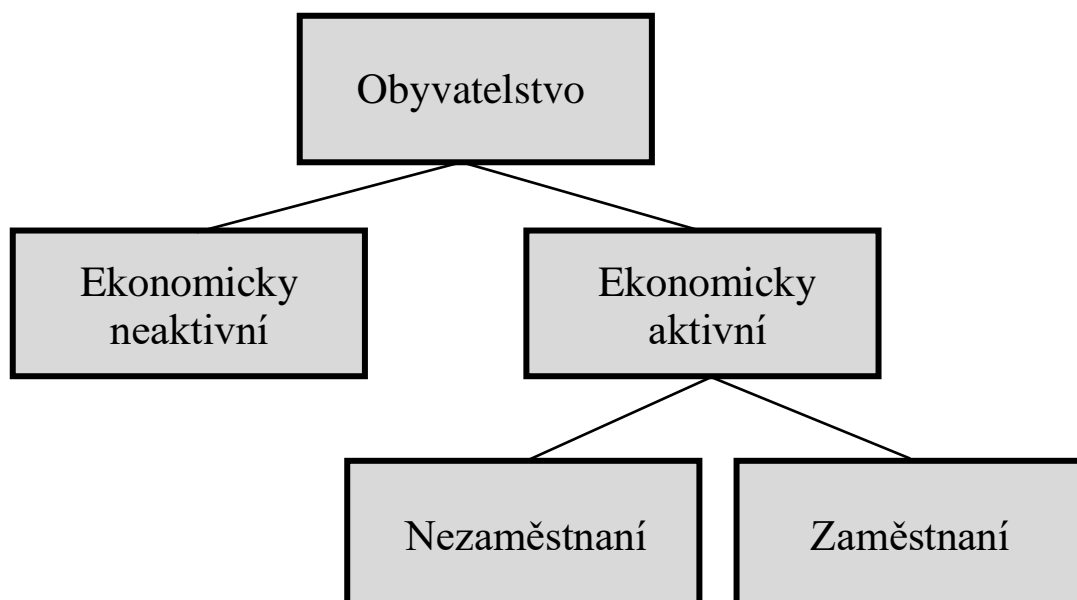 Obyvatelstvo
Ekonomicky
neaktivní
Ekonomicky
aktivní
Nezaměstnaní
Zaměstnaní